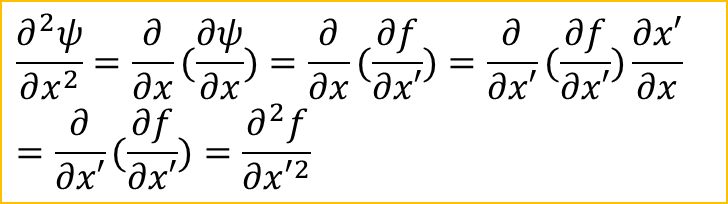 ∂²ψ/∂x² = ∂/∂x (∂ψ/∂x) = ∂/∂x (∂f/∂x′) = ∂/∂x′ (∂f/∂x′) ∂x′/∂x
= ∂/∂x′ (∂f/∂x′) = ∂²f/∂x′²